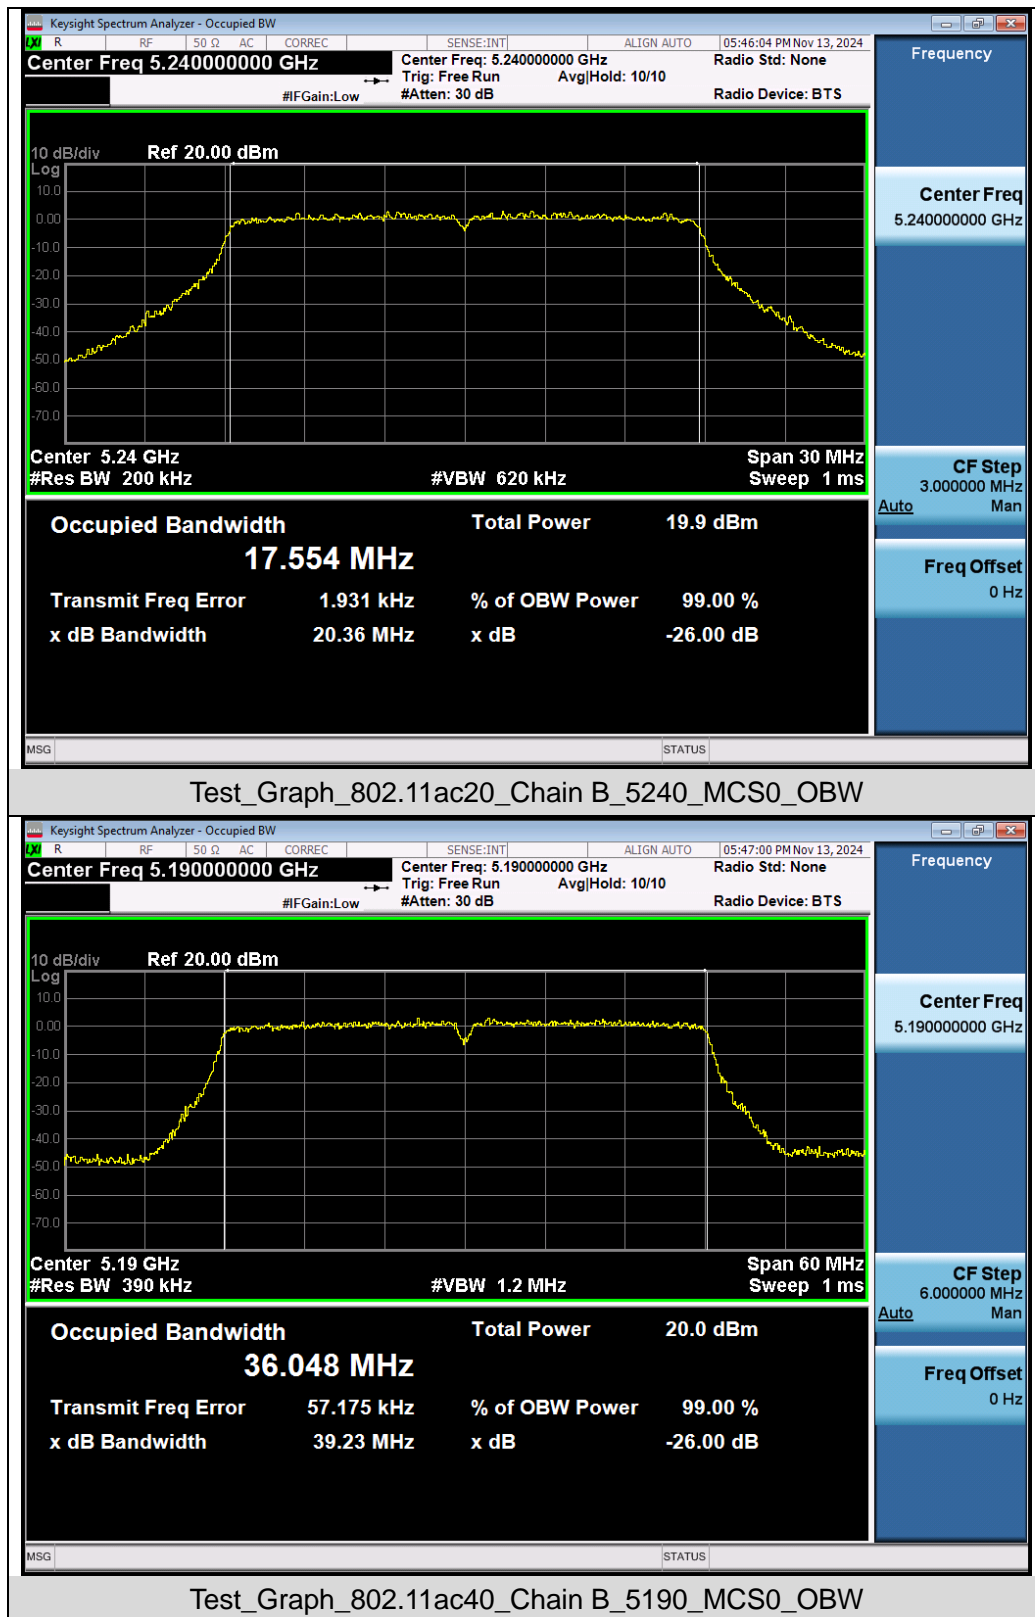 Keysight Spectrum Analyzer - Occupied BW
LXI R RF 50 Ω AC CORREC SENSE:INT ALIGN AUTO 05:46:04 PM Nov 13, 2024
Center Freq 5.240000000 GHz
Center Freq: 5.240000000 GHz Radio Std: None
Trig: Free Run Avg|Hold: 10/10
#IFGain:Low #Atten: 30 dB Radio Device: BTS
Frequency
10 dB/div Ref 20.00 dBm
Log
10.0
0.00
-10.0
-20.0
-30.0
-40.0
-50.0
-60.0
-70.0
Center Freq
5.240000000 GHz
Center 5.24 GHz Span 30 MHz
#Res BW 200 kHz #VBW 620 kHz Sweep 1 ms
CF Step
3.000000 MHz
Auto Man
Occupied Bandwidth Total Power 19.9 dBm
17.554 MHz
Transmit Freq Error 1.931 kHz % of OBW Power 99.00 %
x dB Bandwidth 20.36 MHz x dB -26.00 dB
Freq Offset
0 Hz
MSG STATUS
Test_Graph_802.11ac20_Chain B_5240_MCS0_OBW
Keysight Spectrum Analyzer - Occupied BW
LXI R RF 50 Ω AC CORREC SENSE:INT ALIGN AUTO 05:47:00 PM Nov 13, 2024
Center Freq 5.190000000 GHz
Center Freq: 5.190000000 GHz Radio Std: None
Trig: Free Run Avg|Hold: 10/10
#IFGain:Low #Atten: 30 dB Radio Device: BTS
Frequency
10 dB/div Ref 20.00 dBm
Log
10.0
0.00
-10.0
-20.0
-30.0
-40.0
-50.0
-60.0
-70.0
Center Freq
5.190000000 GHz
Center 5.19 GHz Span 60 MHz
#Res BW 390 kHz #VBW 1.2 MHz Sweep 1 ms
CF Step
6.000000 MHz
Auto Man
Occupied Bandwidth Total Power 20.0 dBm
36.048 MHz
Transmit Freq Error 57.175 kHz % of OBW Power 99.00 %
x dB Bandwidth 39.23 MHz x dB -26.00 dB
Freq Offset
0 Hz
MSG STATUS
Test_Graph_802.11ac40_Chain B_5190_MCS0_OBW